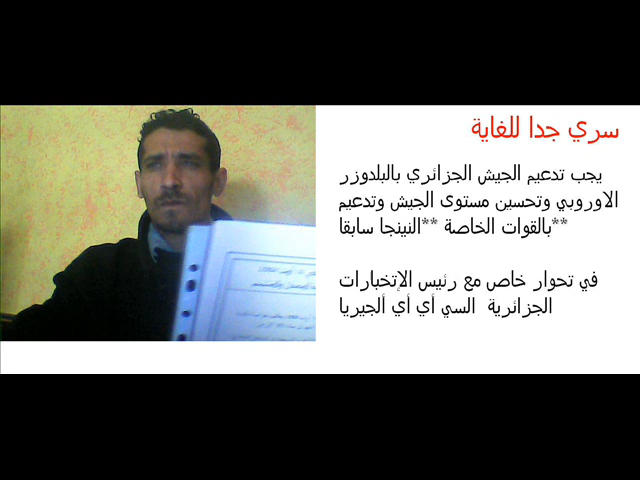 سري جدا للغاية
يجب تدعيم الجيش الجزائري بالبلدوزر
الاوروبي وتحسين مستوى الجيش وتدعيم
بالقوات الخاصة **النينجا سابقا**
في تحوار خاص مع رئيس الإتخبارات
الجزائرية السي أي أي ألجيريا